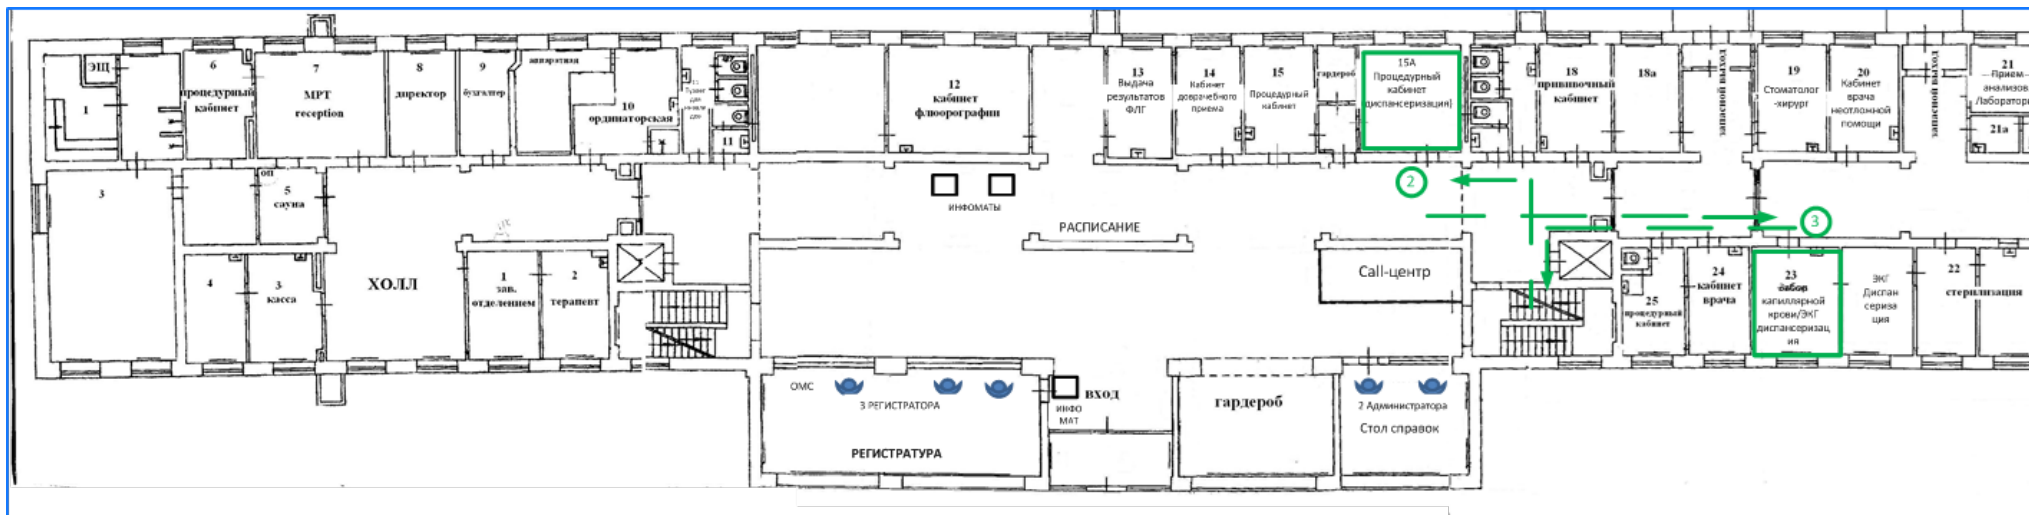 ЭЩ
1
6
процедурный
кабинет
7
МРТ
reception
8
директор
9
бухгалтер
аппаратная
10
ординаторская
11
12
кабинет
флюорографии
13
Выдача
результатов
ФЛГ
14
Кабинет
доврачебного
приема
15
Процедурный
кабинет
гардероб
15А
Процедурный
кабинет
диспансеризация)
18
прививочный
кабинет
18а
запасной выход
19
Стоматолог
-хирург
20
Кабинет
врача
неотложной
помощи
запасной выход
21
Прием
анализов
Лаборатори
21а
3
оп
5
сауна
ИНФОМАТЫ
РАСПИСАНИЕ
2
3
4
3
касса
ХОЛЛ
1
зав.
отделением
2
терапевт
Call-центр
25
процедурный
кабинет
24
кабинет
врача
23
Забор
капиллярной
крови/ЭКГ
диспансеризац
ия
ЭКГ
Диспан
сериза
ция
22
стерилизация
ОМС
3 РЕГИСТРАТОРА
РЕГИСТРАТУРА
ИНФО
МАТ
ВХОД
гардероб
2 Администратора
Стол справок